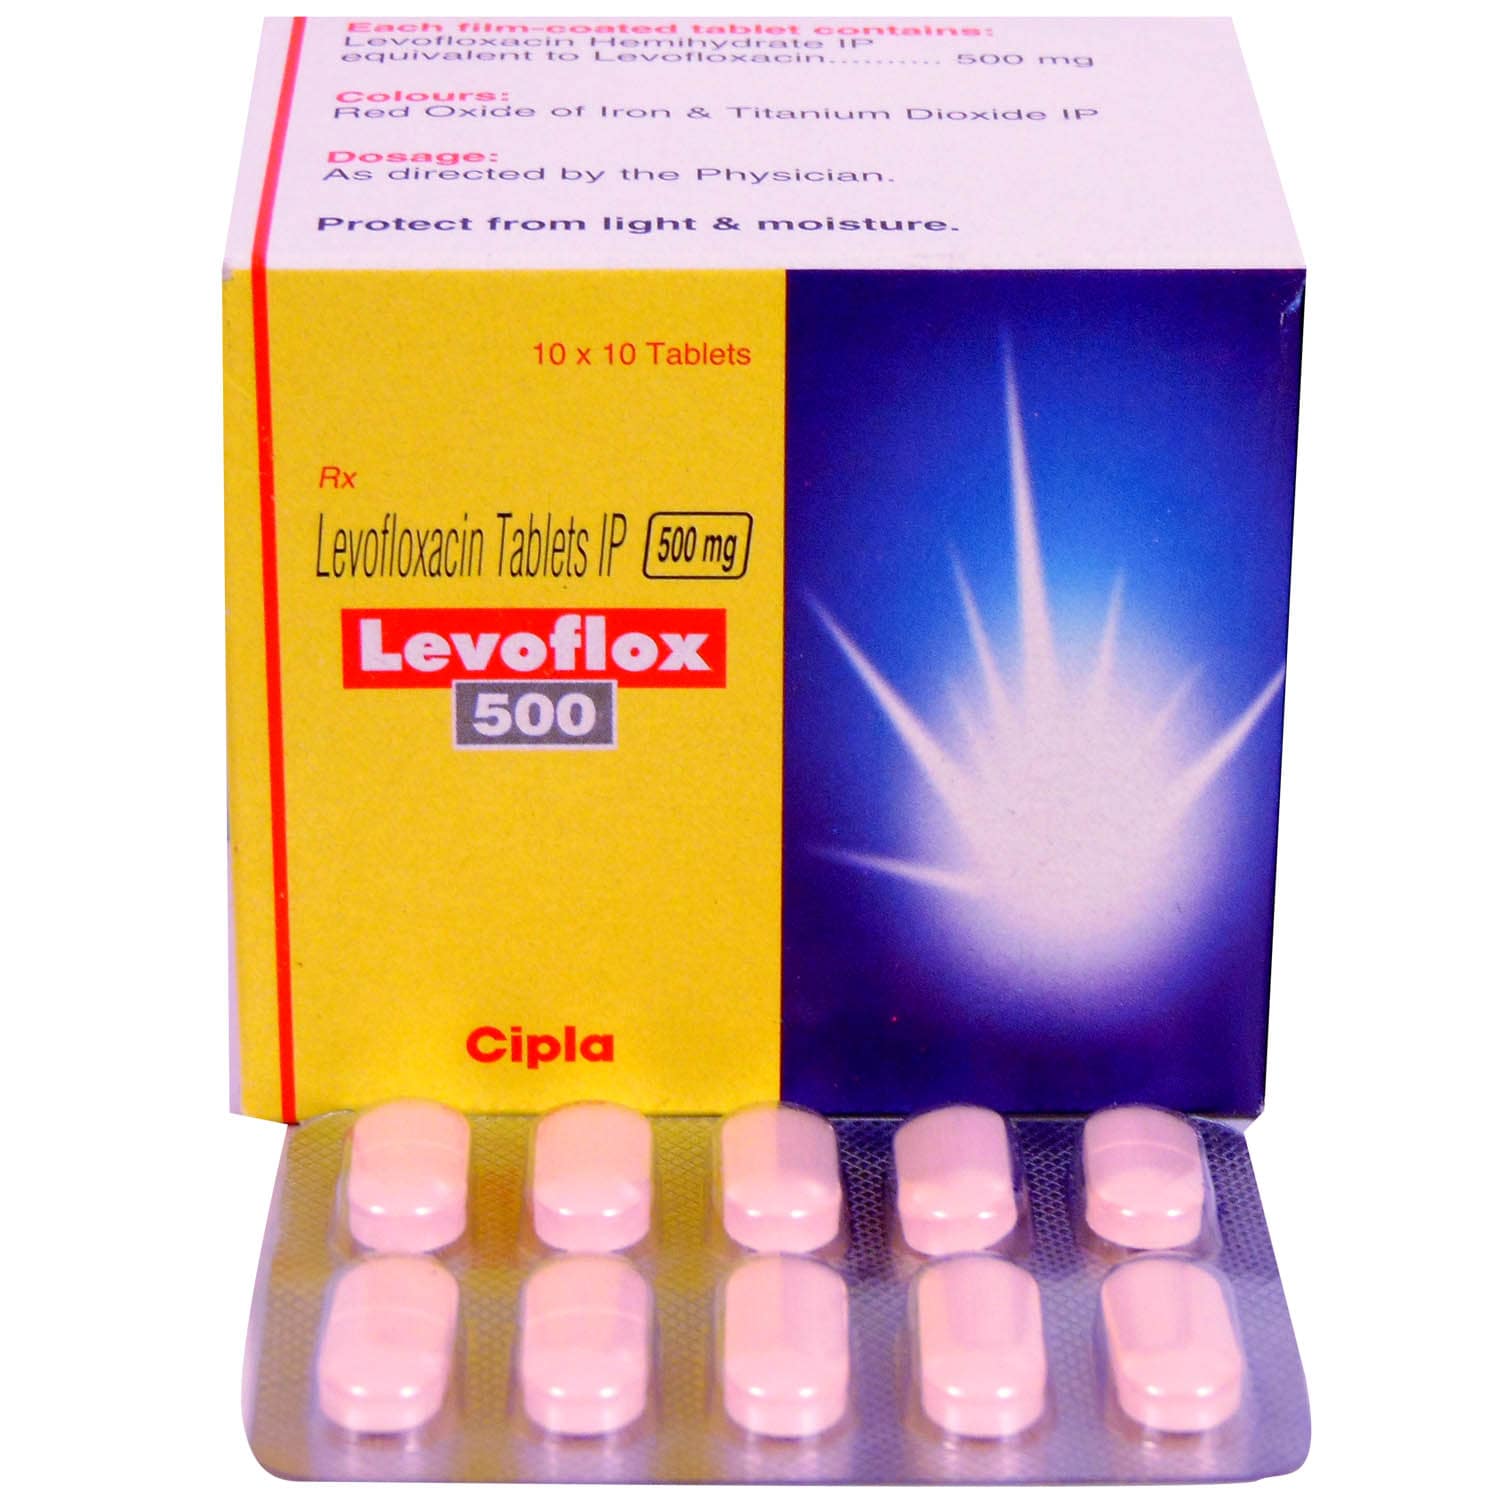 Each film-coated tablet contains:
Levofloxacin Hemihydrate IP
equivalent to Levofloxacin.......... 500 mg
Colours:
Red Oxide of Iron & Titanium Dioxide IP
Dosage:
As directed by the Physician.
Protect from light & moisture.
10 x 10 Tablets
Rx
Levofloxacin Tablets IP 500 mg
Levoflox
500
Cipla